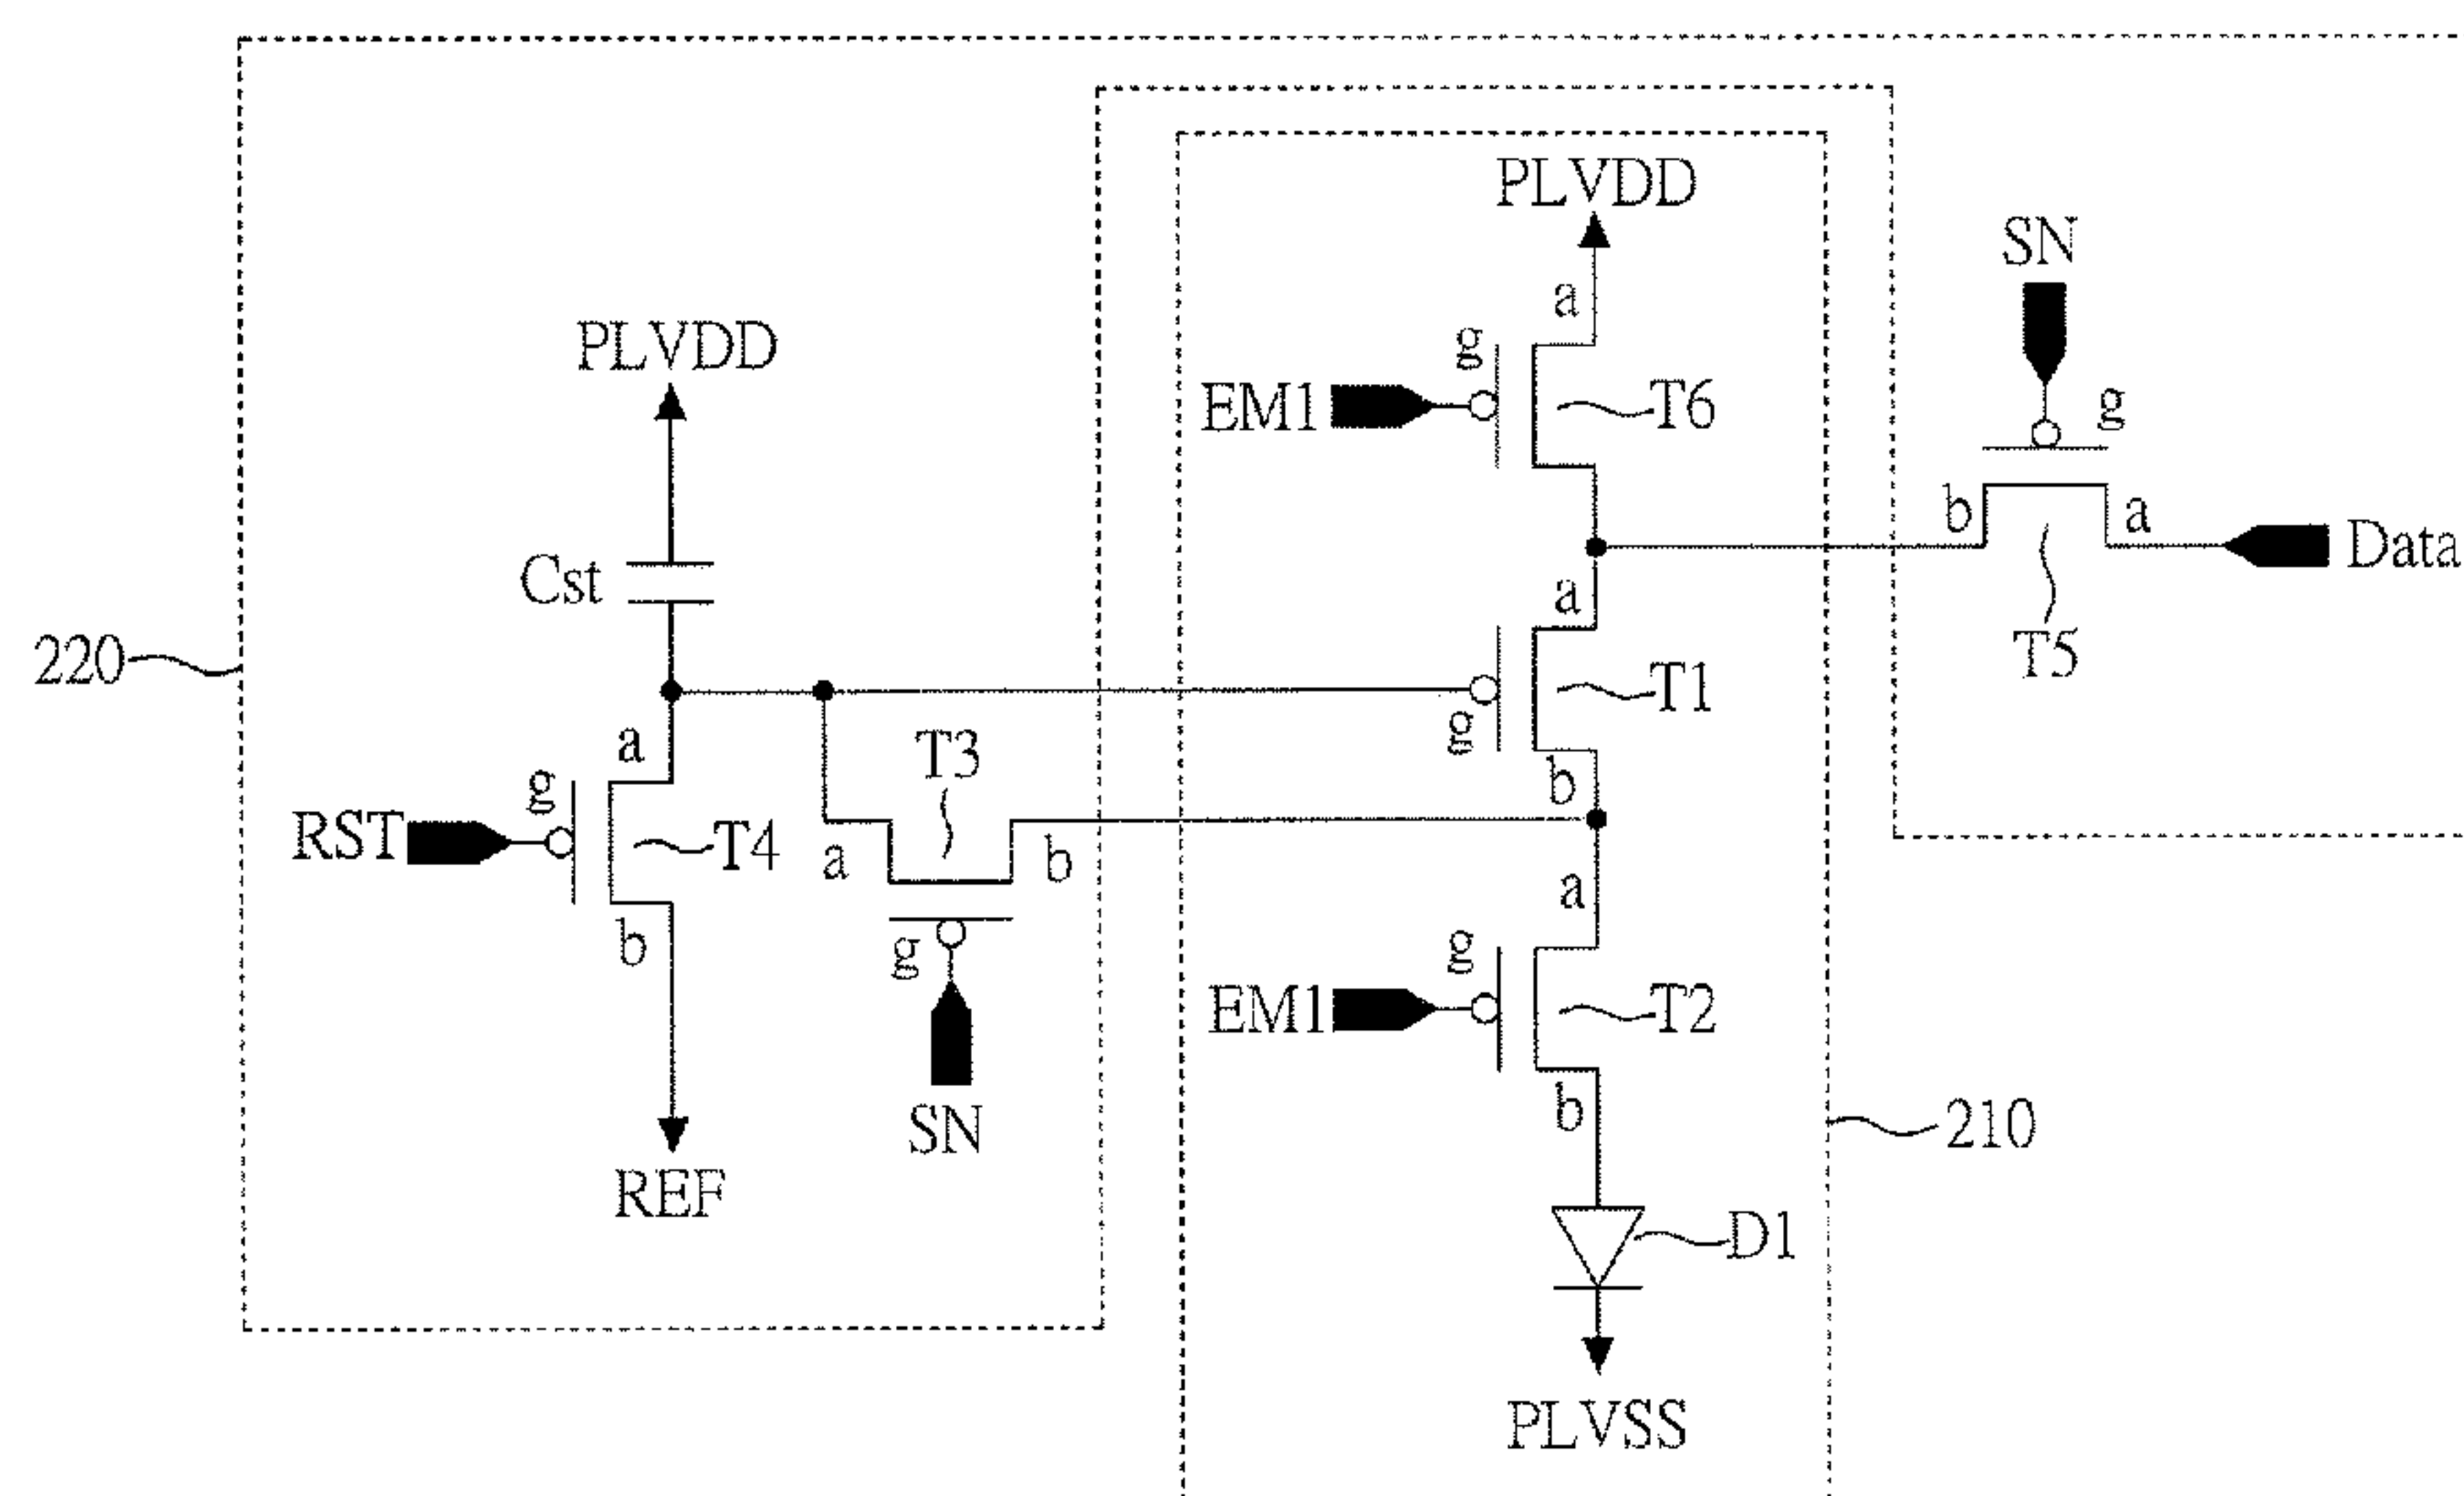 PLVDD
SN
a
g
PLVDD
EM1
T6
g
b
a
Data
Cst
a
T5
220
T1
g
a
T3
b
g
RST
T4
a
b
a
b
g
g
EM1
T2
SN
b
210
REF
D1
PLVSS